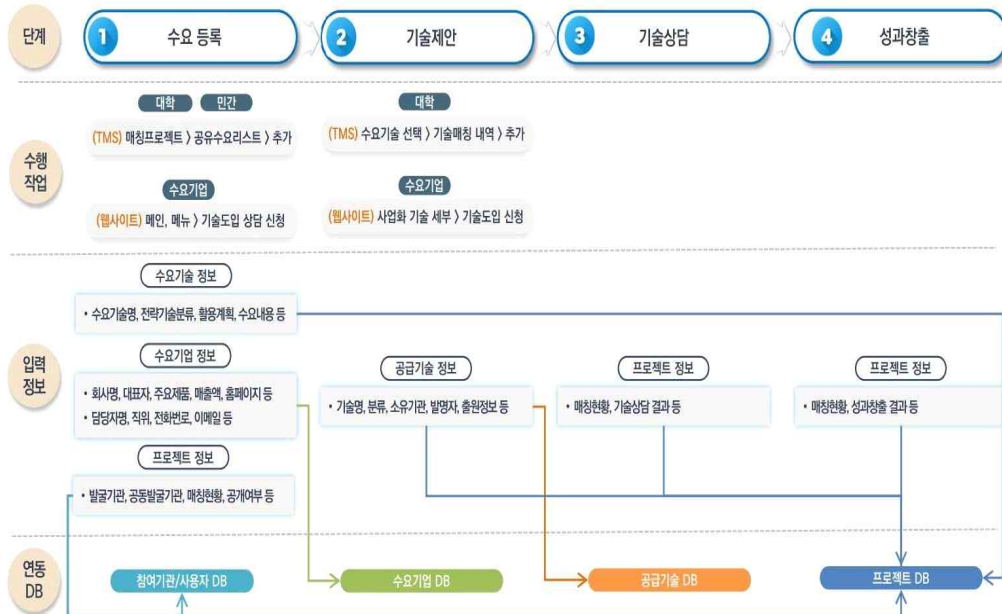 단계
1 수요 등록
2 기술제안
3 기술상담
4 성과창출
수행
작업
대학 민간
(TMS) 매칭프로젝트 > 공유수요리스트 > 추가
수요기업
(웹사이트) 메인, 메뉴 > 기술도입 상담 신청
대학
(TMS) 수요기술 선택 > 기술매칭 내역 > 추가
수요기업
(웹사이트) 사업화 기술 세부 > 기술도입 신청
입력
정보
수요기술 정보
• 수요기술명, 전략기술분류, 활용계획, 수요내용 등
수요기업 정보
• 회사명, 대표자, 주요제품, 매출액, 홈페이지 등
• 담당자명, 직위, 전화번호, 이메일 등
프로젝트 정보
• 발굴기관, 공동발굴기관, 매칭현황, 공개여부 등
공급기술 정보
• 기술명, 분류, 소유기관, 발명자, 출원정보 등
프로젝트 정보
• 매칭현황, 기술상담 결과 등
프로젝트 정보
• 매칭현황, 성과창출 결과 등
연동
DB
참여기관/사용자 DB
수요기업 DB
공급기술 DB
프로젝트 DB